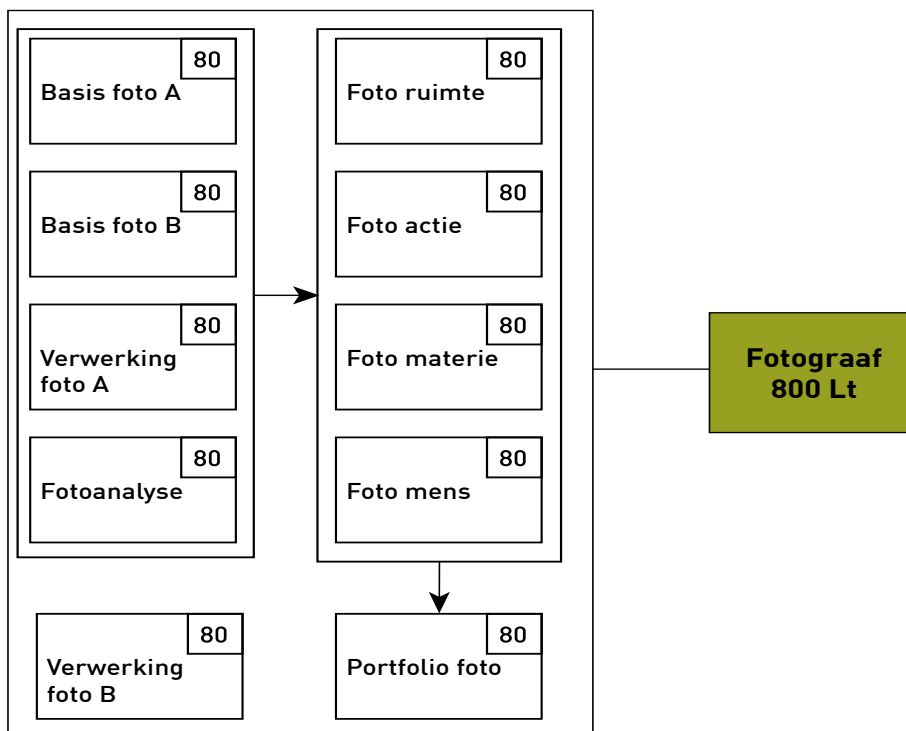 80
Basis foto A
80
Basis foto B
80
Verwerking
foto A
80
Fotoanalyse
80
Foto ruimte
80
Foto actie
80
Foto materie
80
Foto mens
80
Verwerking
foto B
80
Portfolio foto
Fotograaf
800 Lt